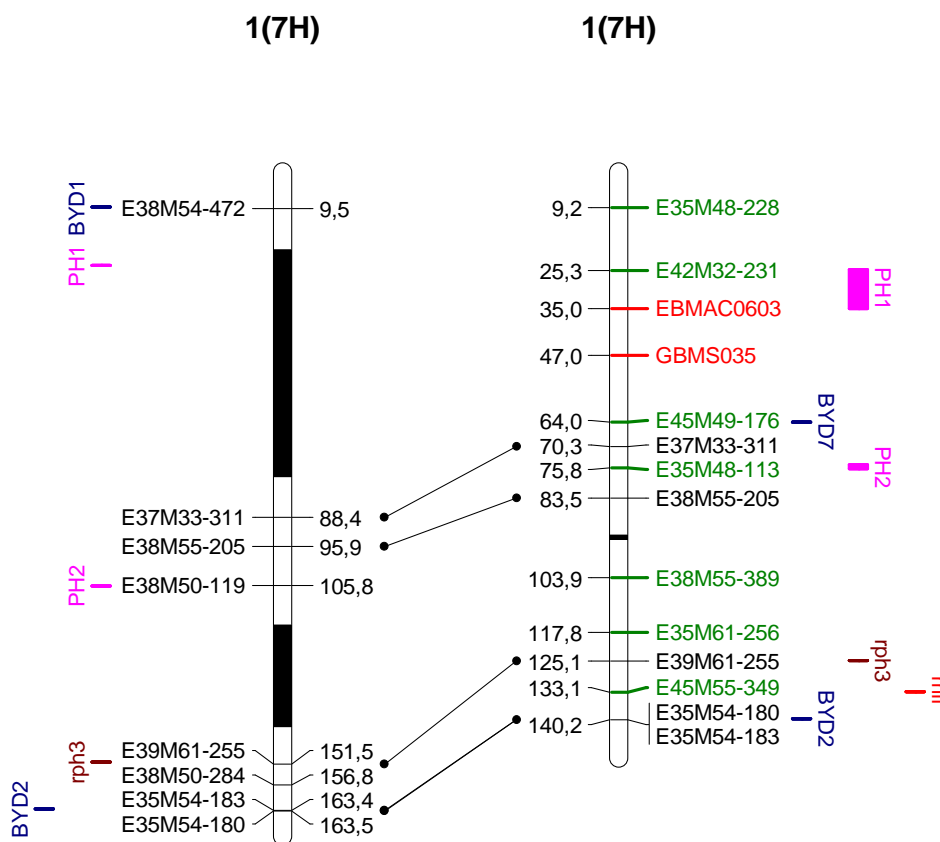 1(7H)
1(7H)
BYD1
E38M54-472
9,5
PH1
E37M33-311
88,4
E38M55-205
95,9
PH2
E38M50-119
105,8
rph3
E39M61-255
151,5
E38M50-284
156,8
E35M54-183
163,4
BYD2
E35M54-180
163,5
9,2
E35M48-228
25,3
E42M32-231
PH1
35,0
EBMAC0603
47,0
GBMS035
64,0
E45M49-176
BYD7
70,3
E37M33-311
75,8
E35M48-113
PH2
83,5
E38M55-205
103,9
E38M55-389
117,8
E35M61-256
125,1
E39M61-255
rph3
133,1
E45M55-349
140,2
E35M54-180
E35M54-183
BYD2